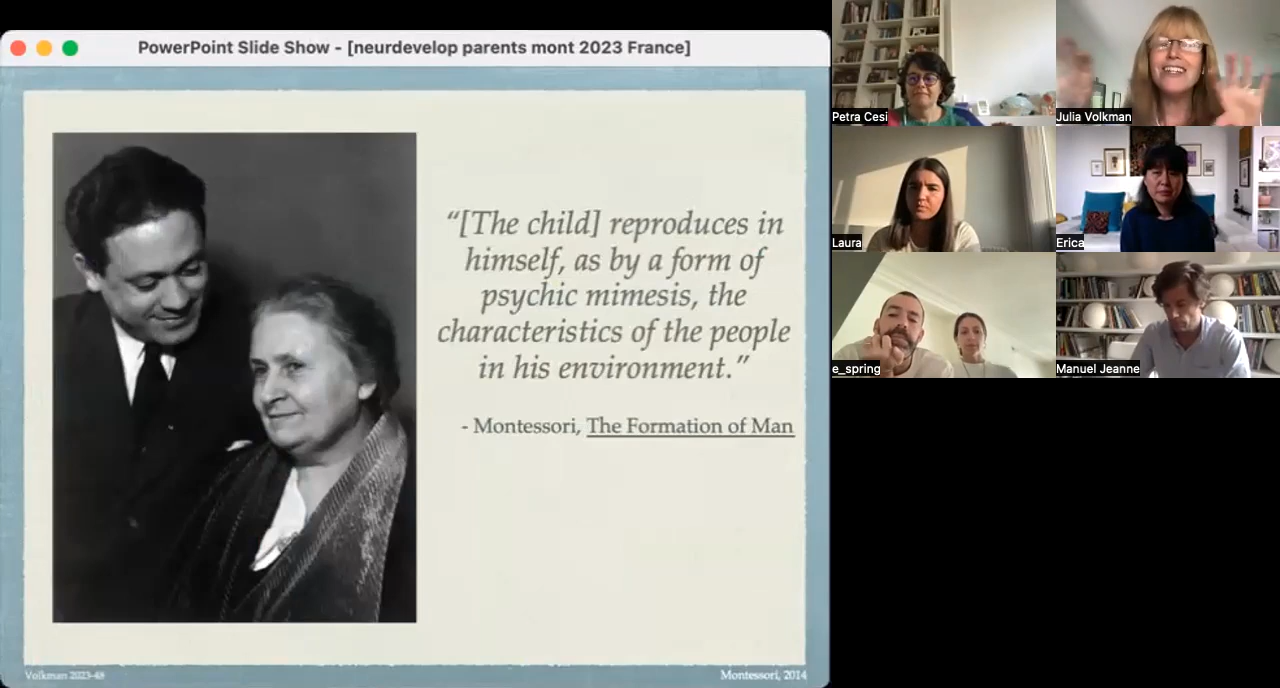 PowerPoint Slide Show - [neurdevelop parents mont 2023 France]
“[The child] reproduces in
himself, as by a form of
psychic mimesis, the
characteristics of the people
in his environment.”
- Montessori, The Formation of Man
Volkman 2023-48
Montessori, 2014
Petra Cesi
Julia Volkman
Laura
Erica
e_spring
Manuel Jeanne